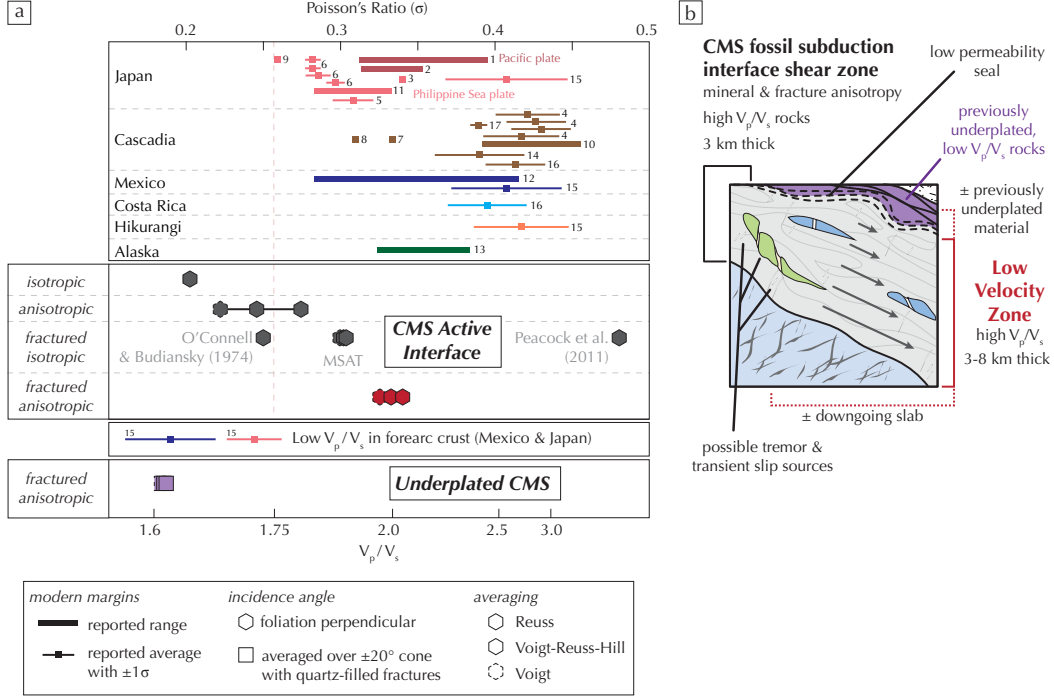 a
Poisson's Ratio (σ)
0.2 0.3 0.4 0.5
Japan
9
6
6
6
6
1
Pacific plate
2
3
15
11
Philippine Sea plate
5
Cascadia
8
7
4
17
4
4
4
10
14
16
Mexico
12
15
Costa Rica
16
Hikurangi
15
Alaska
13
isotropic
anisotropic
fractured
isotropic
O'Connell
& Budiansky (1974)
MSAT
CMS Active
Interface
Peacock et al.
(2011)
fractured
anisotropic
15
15
Low Vp/Vs in forearc crust (Mexico & Japan)
fractured
anisotropic
Underplated CMS
1.6 1.75 2.0 2.5 3.0
Vp/Vs
modern margins
reported range
reported average
with ±1σ
incidence angle
foliation perpendicular
averaged over ±20° cone
with quartz-filled fractures
averaging
Reuss
Voigt-Reuss-Hill
Voigt
b
CMS fossil subduction
interface shear zone
mineral & fracture anisotropy
high Vp/Vs rocks
3 km thick
low permeability
seal
previously
underplated,
low Vp/Vs rocks
± previously
underplated
material
Low
Velocity
Zone
high Vp/Vs
3-8 km thick
± downgoing slab
possible tremor &
transient slip sources